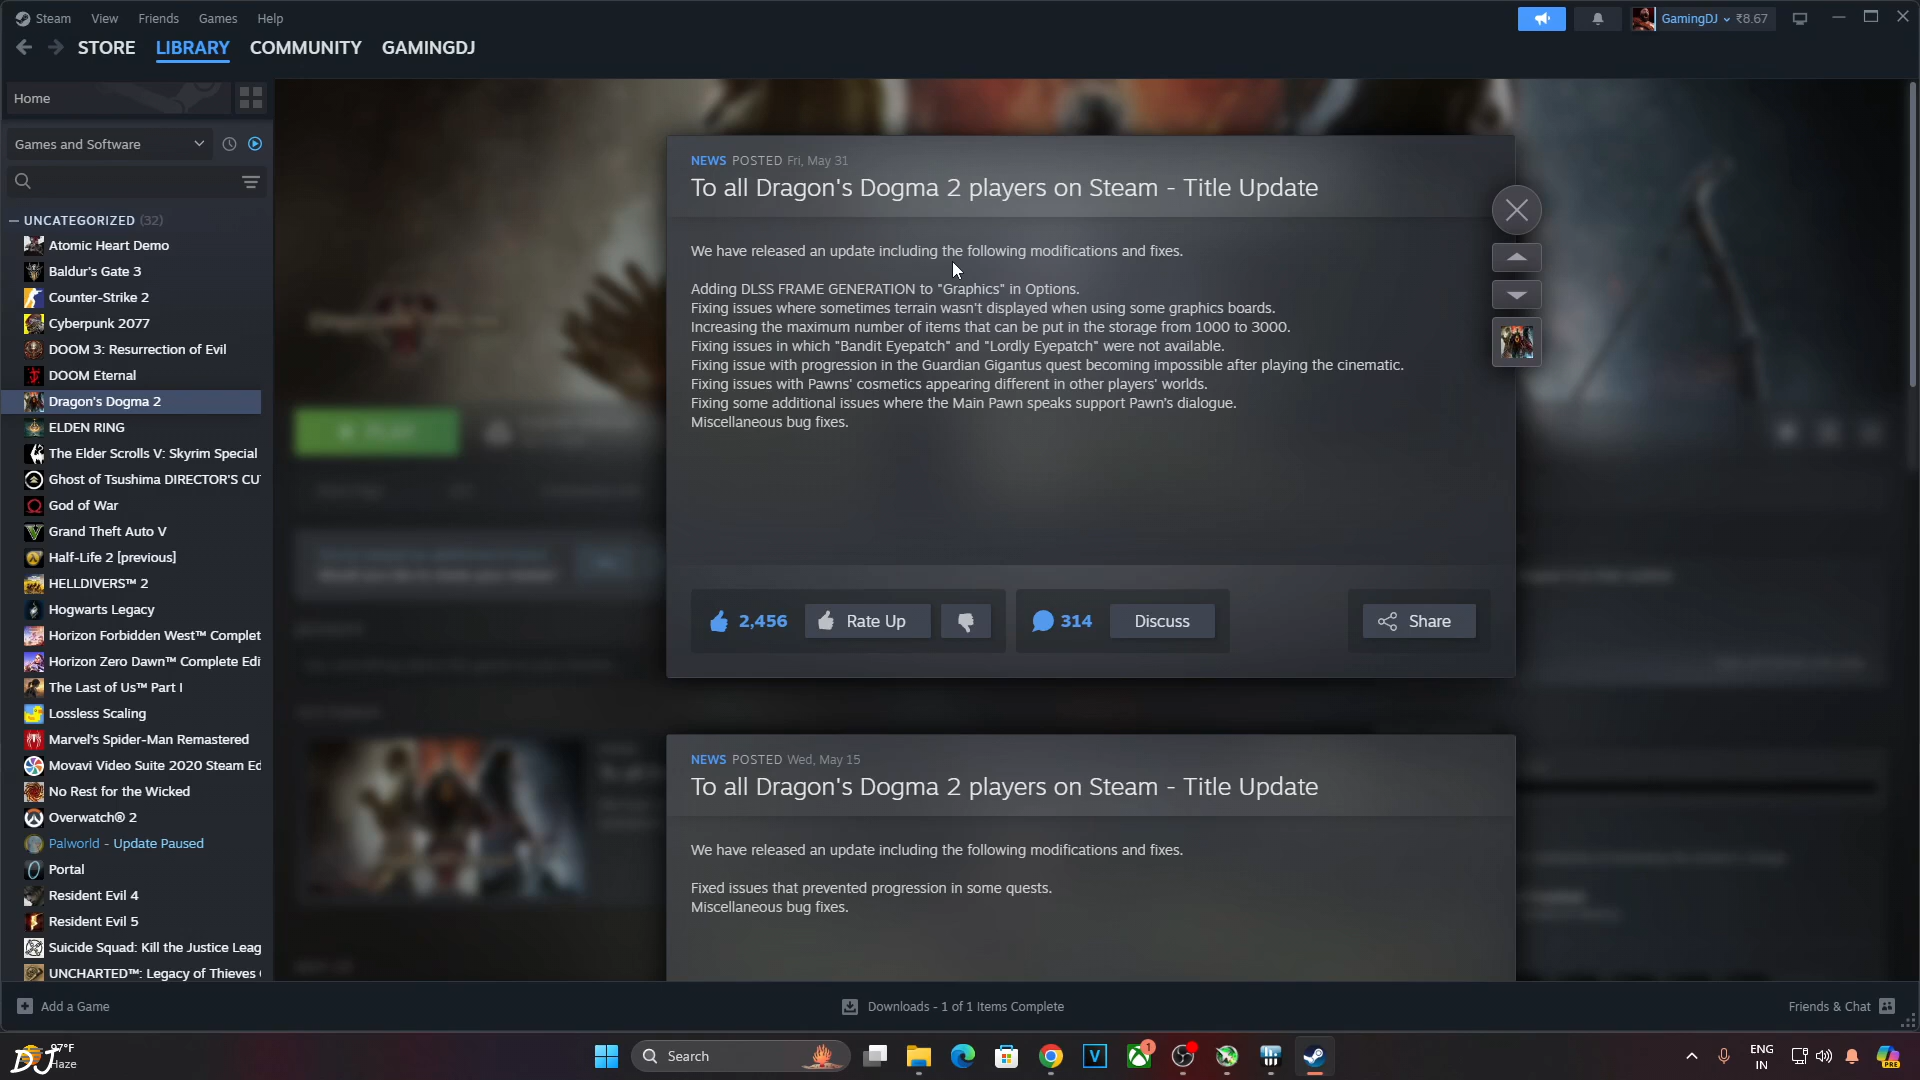 Steam View Friends Games Help
GamingDJ ₹8.67
STORE LIBRARY COMMUNITY GAMINGDJ
Home
Games and Software
UNCATEGORIZED (32)
Atomic Heart Demo
Baldur's Gate 3
Counter-Strike 2
Cyberpunk 2077
DOOM 3: Resurrection of Evil
DOOM Eternal
Dragon's Dogma 2
ELDEN RING
The Elder Scrolls V: Skyrim Special
Ghost of Tsushima DIRECTOR'S CU
God of War
Grand Theft Auto V
Half-Life 2 [previous]
HELLDIVERS™ 2
Hogwarts Legacy
Horizon Forbidden West™ Complet
Horizon Zero Dawn™ Complete Edi
The Last of Us™ Part I
Lossless Scaling
Marvel's Spider-Man Remastered
Movavi Video Suite 2020 Steam Ed
No Rest for the Wicked
Overwatch® 2
Palworld - Update Paused
Portal
Resident Evil 4
Resident Evil 5
Suicide Squad: Kill the Justice Leag
UNCHARTED™: Legacy of Thieves
NEWS POSTED Fri, May 31
To all Dragon's Dogma 2 players on Steam - Title Update
We have released an update including the following modifications and fixes.
Adding DLSS FRAME GENERATION to "Graphics" in Options.
Fixing issues where sometimes terrain wasn't displayed when using some graphics boards.
Increasing the maximum number of items that can be put in the storage from 1000 to 3000.
Fixing issues in which "Bandit Eyepatch" and "Lordly Eyepatch" were not available.
Fixing issue with progression in the Guardian Gigantus quest becoming impossible after playing the cinematic.
Fixing issues with Pawns' cosmetics appearing different in other players' worlds.
Fixing some additional issues where the Main Pawn speaks support Pawn's dialogue.
Miscellaneous bug fixes.
2,456 Rate Up 314 Discuss Share
NEWS POSTED Wed, May 15
To all Dragon's Dogma 2 players on Steam - Title Update
We have released an update including the following modifications and fixes.
Fixed issues that prevented progression in some quests.
Miscellaneous bug fixes.
Add a Game
Downloads - 1 of 1 Items Complete
Friends & Chat
DJ
97°F
Haze
Search
1
ENG
IN
PRE